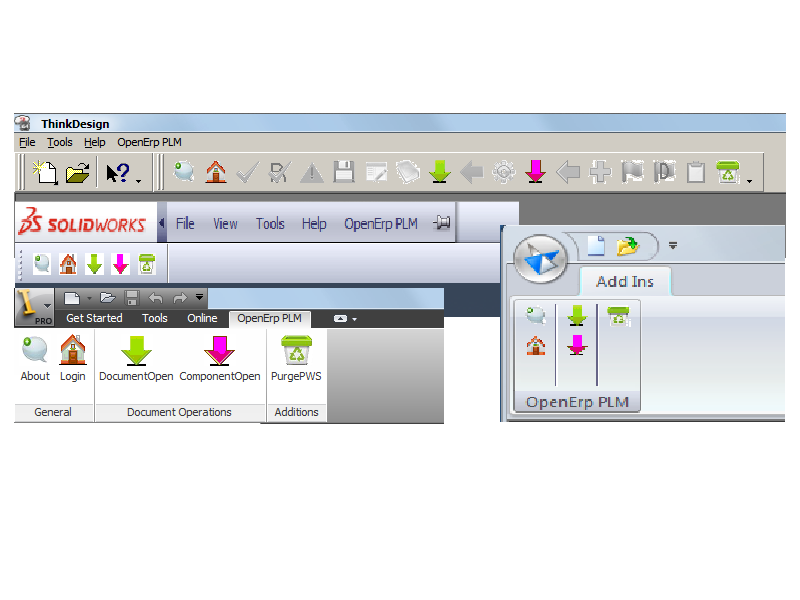 ThinkDesign
File Tools Help OpenErp PLM
SOLIDWORKS File View Tools Help OpenErp PLM
PRO Get Started Tools Online OpenErp PLM
About Login DocumentOpen ComponentOpen PurgePWS
General Document Operations Additions
Add Ins
OpenErp PLM